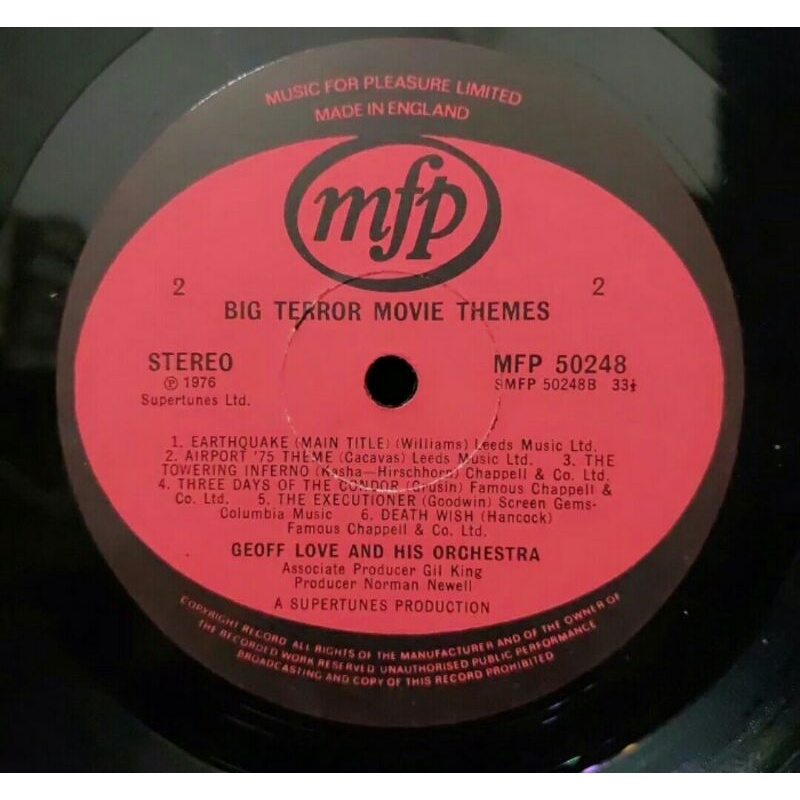 MUSIC FOR PLEASURE LIMITED
MADE IN ENGLAND
mfp
2 2
BIG TERROR MOVIE THEMES
STEREO MFP 50248
Ⓟ 1976 SMFP 50248B 33⅓
Supertunes Ltd.
1. EARTHQUAKE (MAIN TITLE) (Williams) Leeds Music Ltd.
2. AIRPORT '75 THEME (Cacavas) Leeds Music Ltd. 3. THE
TOWERING INFERNO (Kasha—Hirschhorn) Chappell & Co. Ltd.
4. THREE DAYS OF THE CONDOR (Grusin) Famous Chappell &
Co. Ltd. 5. THE EXECUTIONER (Goodwin) Screen Gems-
Columbia Music 6. DEATH WISH (Hancock)
Famous Chappell & Co. Ltd.
GEOFF LOVE AND HIS ORCHESTRA
Associate Producer Gil King
Producer Norman Newell
A SUPERTUNES PRODUCTION
COPYRIGHT RECORD ALL RIGHTS OF THE MANUFACTURER AND OF THE OWNER OF
THE RECORDED WORK RESERVED UNAUTHORISED PUBLIC PERFORMANCE
BROADCASTING AND COPY OF THIS RECORD PROHIBITED